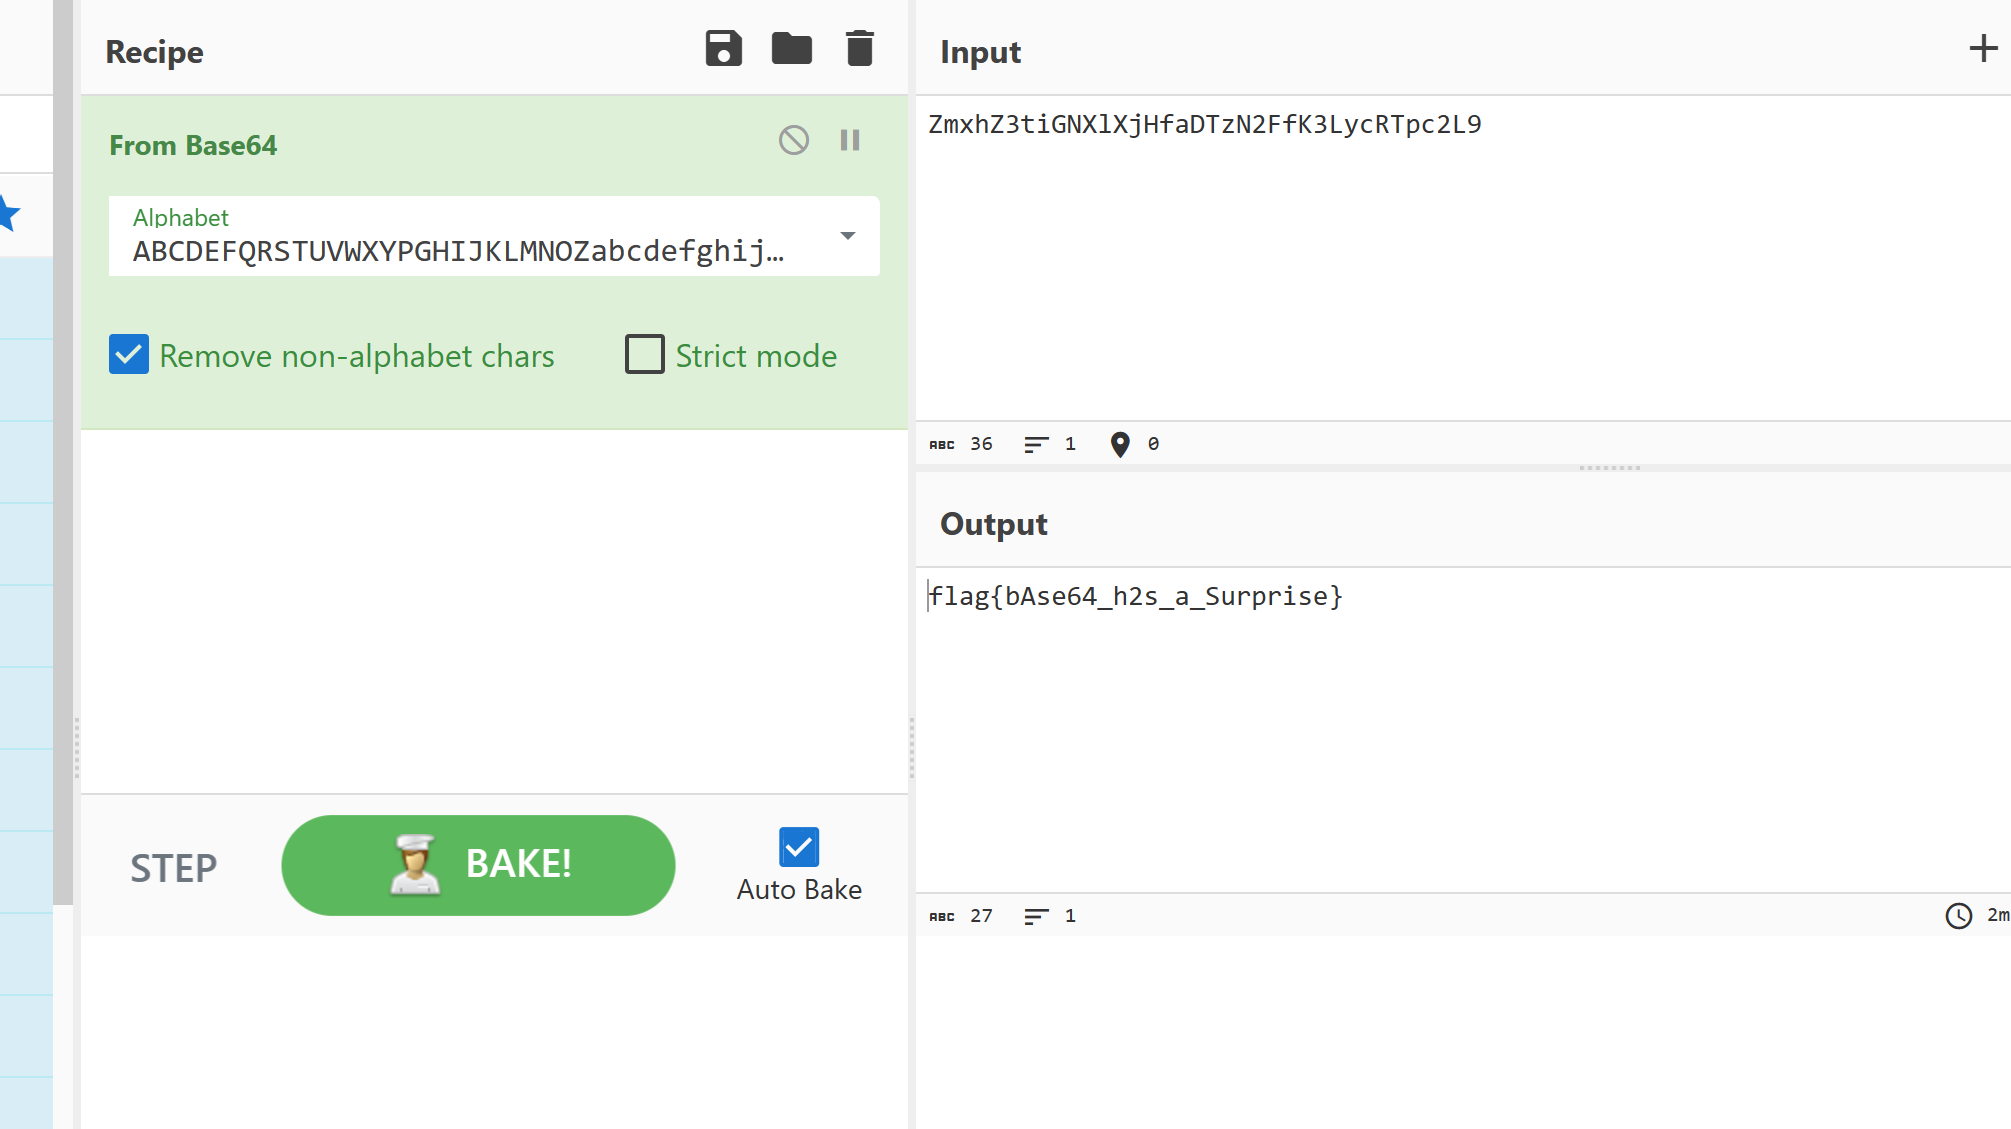 Recipe
From Base64
Alphabet
ABCDEFQRSTUVWXYPGHIJKLMNOZabcdefghij…
Remove non-alphabet chars
Strict mode
STEP
BAKE!
Auto Bake
Input
ZmxhZ3tiGNXlXjHfaDTzN2FfK3LycRTpc2L9
ABC 36 1 0
Output
flag{bAse64_h2s_a_Surprise}
ABC 27 1
2m